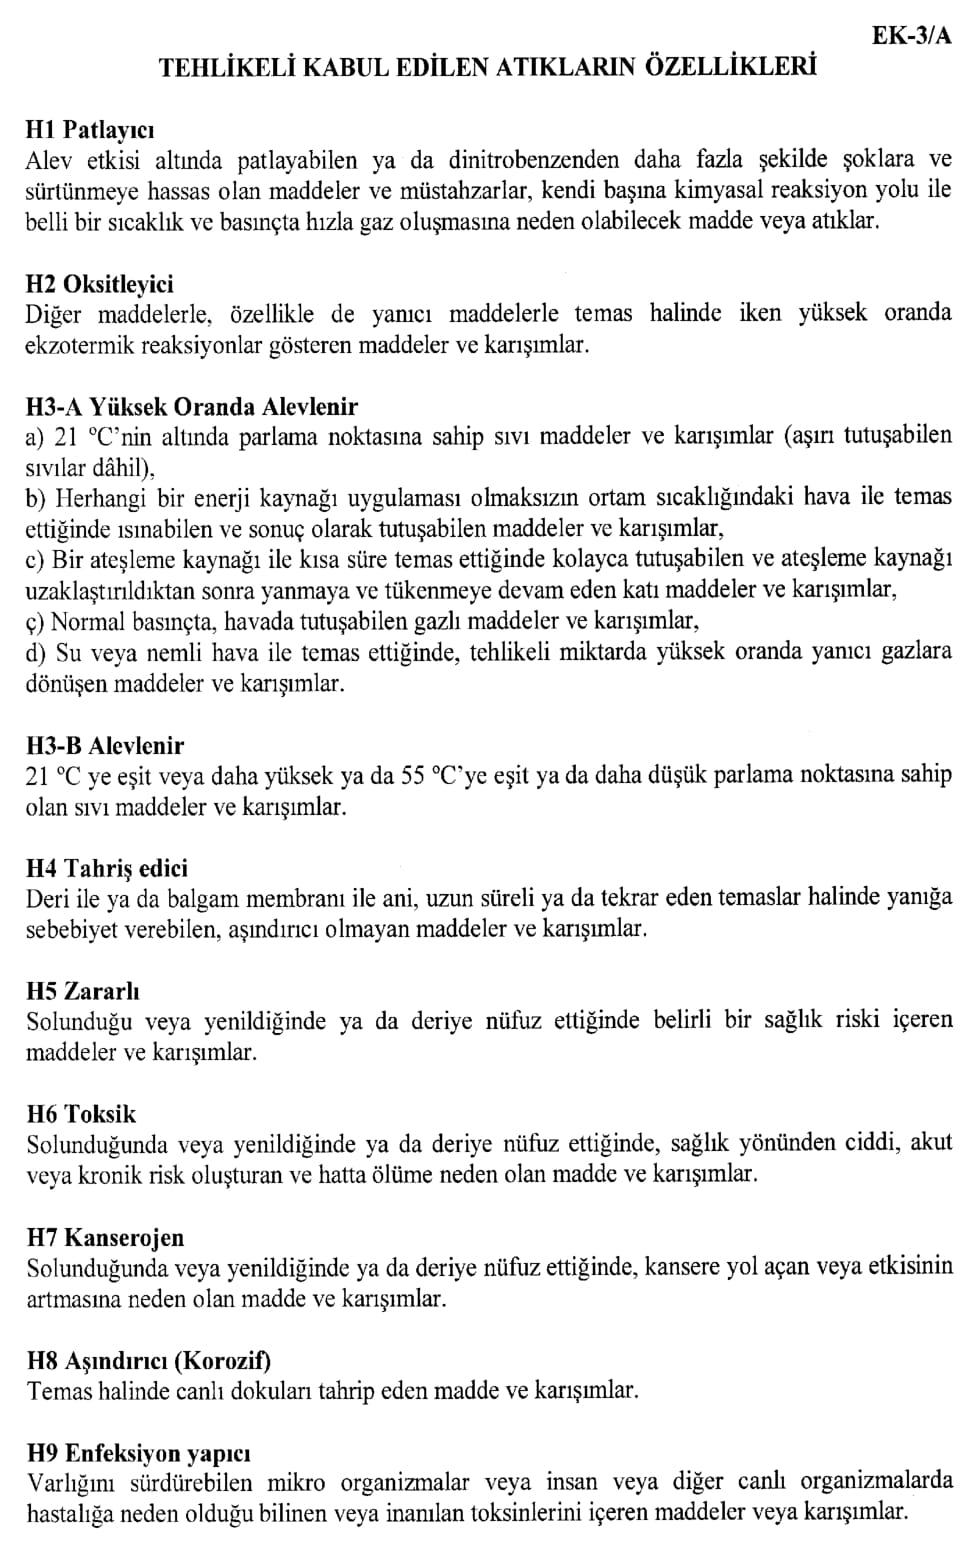 EK-3/A
TEHLİKELİ KABUL EDİLEN ATIKLARIN ÖZELLİKLERİ
H1 Patlayıcı
Alev etkisi altında patlayabilen ya da dinitrobenzenden daha fazla şekilde şoklara ve
sürtünmeye hassas olan maddeler ve müstahzarlar, kendi başına kimyasal reaksiyon yolu ile
belli bir sıcaklık ve basınçta hızla gaz oluşmasına neden olabilecek madde veya atıklar.
H2 Oksitleyici
Diğer maddelerle, özellikle de yanıcı maddelerle temas halinde iken yüksek oranda
ekzotermik reaksiyonlar gösteren maddeler ve karışımlar.
H3-A Yüksek Oranda Alevlenir
a) 21 ºC’nin altında parlama noktasına sahip sıvı maddeler ve karışımlar (aşırı tutuşabilen
sıvılar dâhil),
b) Herhangi bir enerji kaynağı uygulaması olmaksızın ortam sıcaklığındaki hava ile temas
ettiğinde ısınabilen ve sonuç olarak tutuşabilen maddeler ve karışımlar,
c) Bir ateşleme kaynağı ile kısa süre temas ettiğinde kolayca tutuşabilen ve ateşleme kaynağı
uzaklaştırıldıktan sonra yanmaya ve tükenmeye devam eden katı maddeler ve karışımlar,
ç) Normal basınçta, havada tutuşabilen gazlı maddeler ve karışımlar,
d) Su veya nemli hava ile temas ettiğinde, tehlikeli miktarda yüksek oranda yanıcı gazlara
dönüşen maddeler ve karışımlar.
H3-B Alevlenir
21 ºC ye eşit veya daha yüksek ya da 55 ºC’ye eşit ya da daha düşük parlama noktasına sahip
olan sıvı maddeler ve karışımlar.
H4 Tahriş edici
Deri ile ya da balgam membranı ile ani, uzun süreli ya da tekrar eden temaslar halinde yanığa
sebebiyet verebilen, aşındırıcı olmayan maddeler ve karışımlar.
H5 Zararlı
Solunduğu veya yenildiğinde ya da deriye nüfuz ettiğinde belirli bir sağlık riski içeren
maddeler ve karışımlar.
H6 Toksik
Solunduğunda veya yenildiğinde ya da deriye nüfuz ettiğinde, sağlık yönünden ciddi, akut
veya kronik risk oluşturan ve hatta ölüme neden olan madde ve karışımlar.
H7 Kanserojen
Solunduğunda veya yenildiğinde ya da deriye nüfuz ettiğinde, kansere yol açan veya etkisinin
artmasına neden olan madde ve karışımlar.
H8 Aşındırıcı (Korozif)
Temas halinde canlı dokuları tahrip eden madde ve karışımlar.
H9 Enfeksiyon yapıcı
Varlığını sürdürebilen mikro organizmalar veya insan veya diğer canlı organizmalarda
hastalığa neden olduğu bilinen veya inanılan toksinlerini içeren maddeler veya karışımlar.